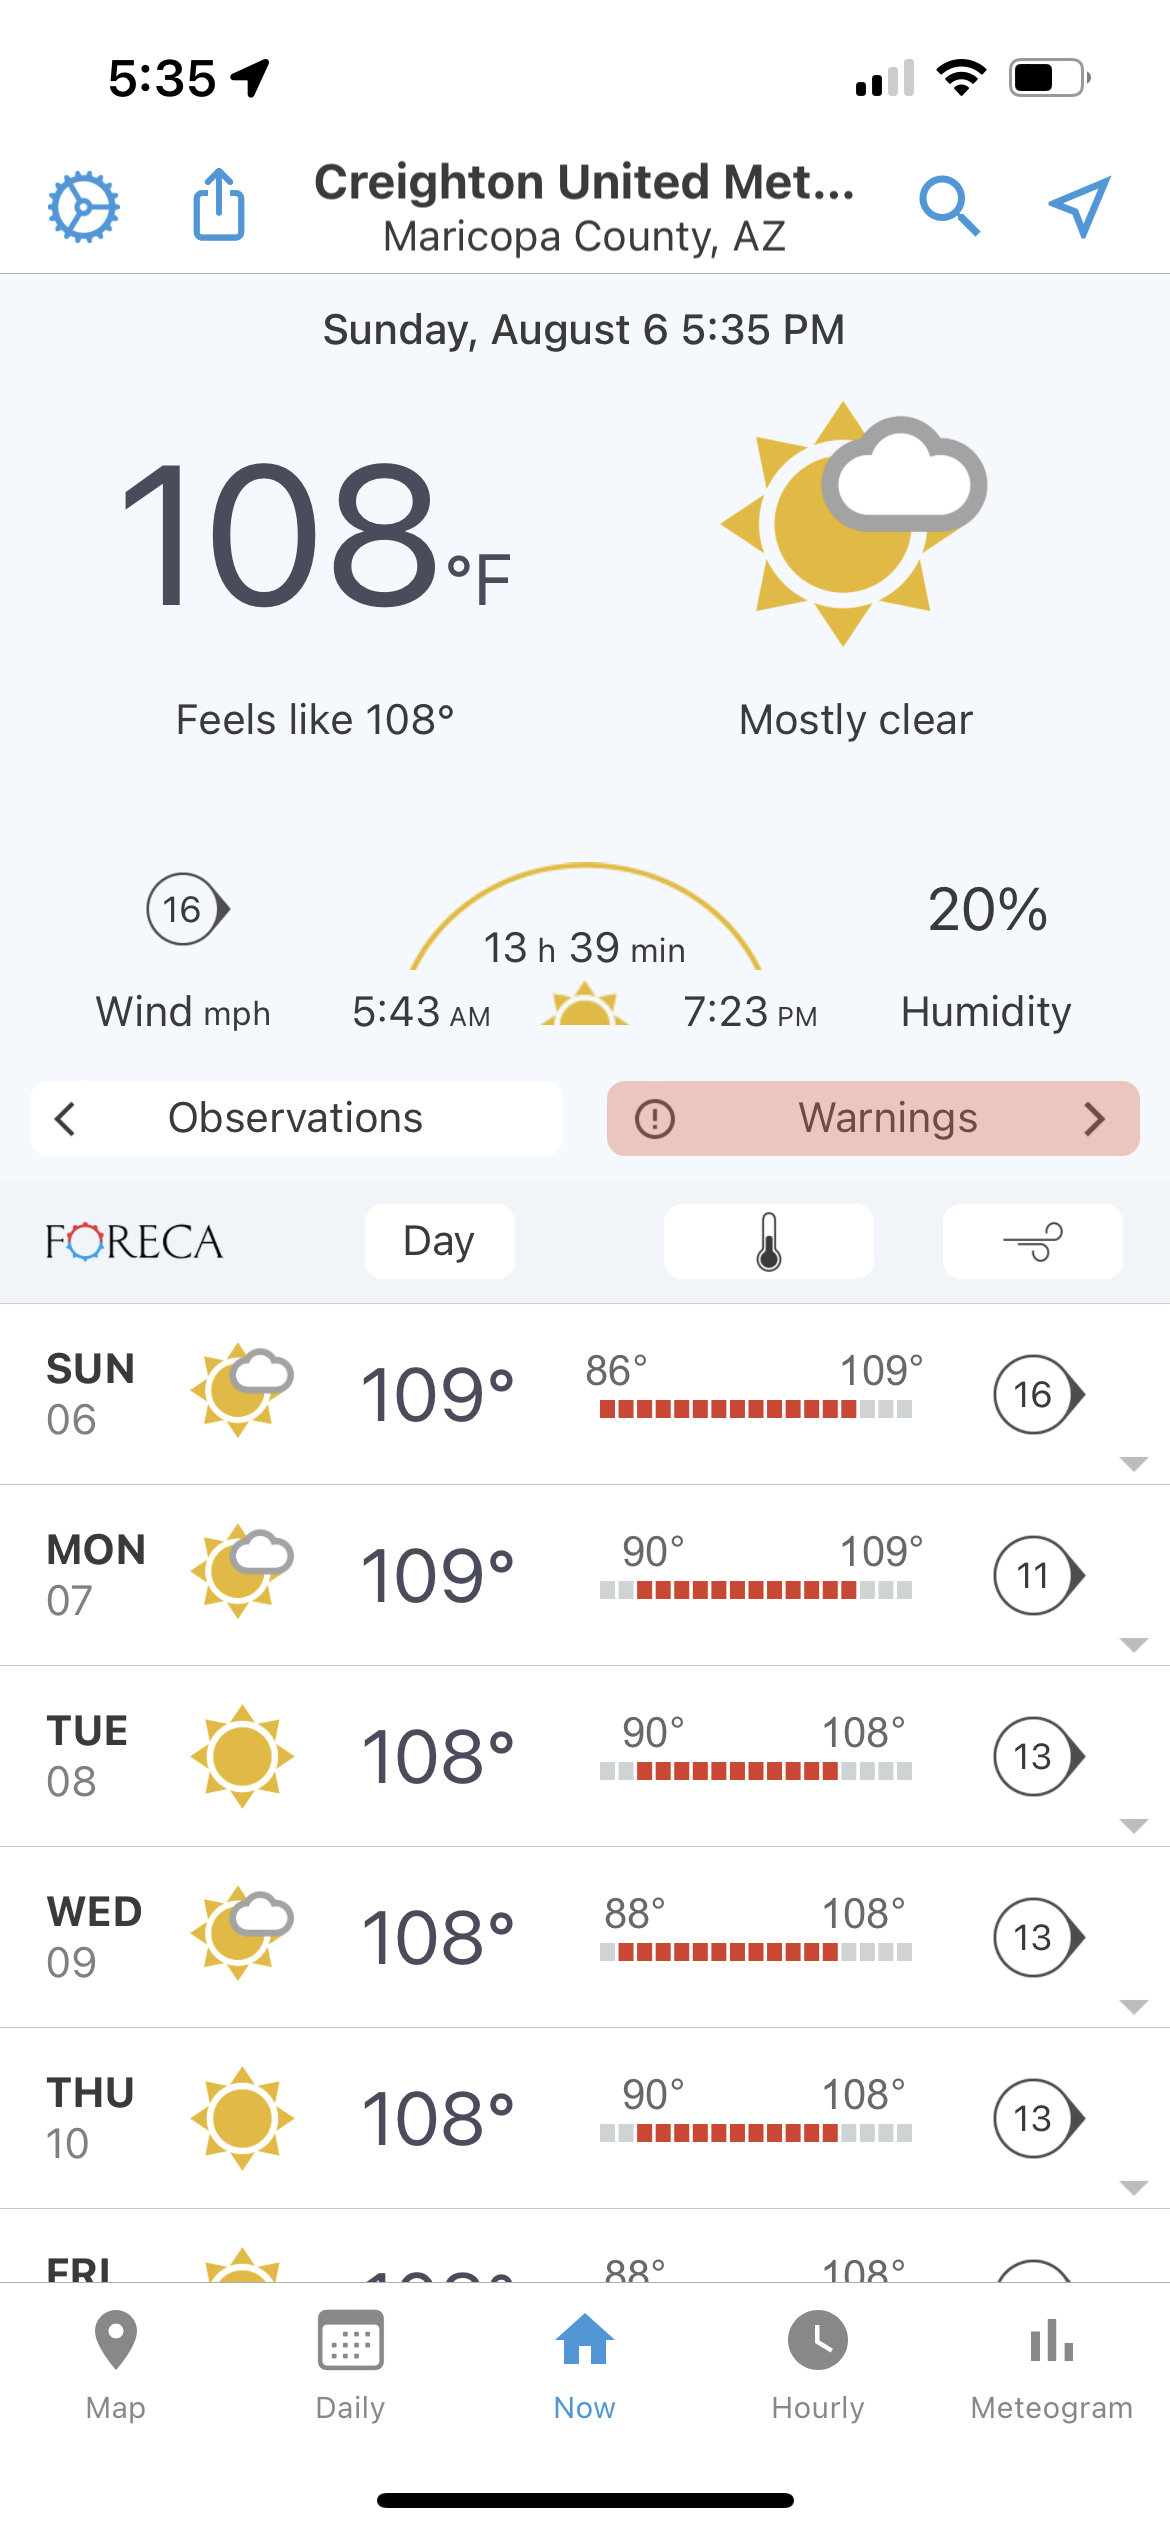 5:35
Creighton United Met...
Maricopa County, AZ
Sunday, August 6 5:35 PM
108 °F
Feels like 108°
Mostly clear
16
13 h 39 min
20%
Wind mph
5:43 AM
7:23 PM
Humidity
Observations
Warnings
FORECA
Day
SUN
06
109°
86°
109°
16
MON
07
109°
90°
109°
11
TUE
08
108°
90°
108°
13
WED
09
108°
88°
108°
13
THU
10
108°
90°
108°
13
FRI
108°
88°
108°
Map
Daily
Now
Hourly
Meteogram